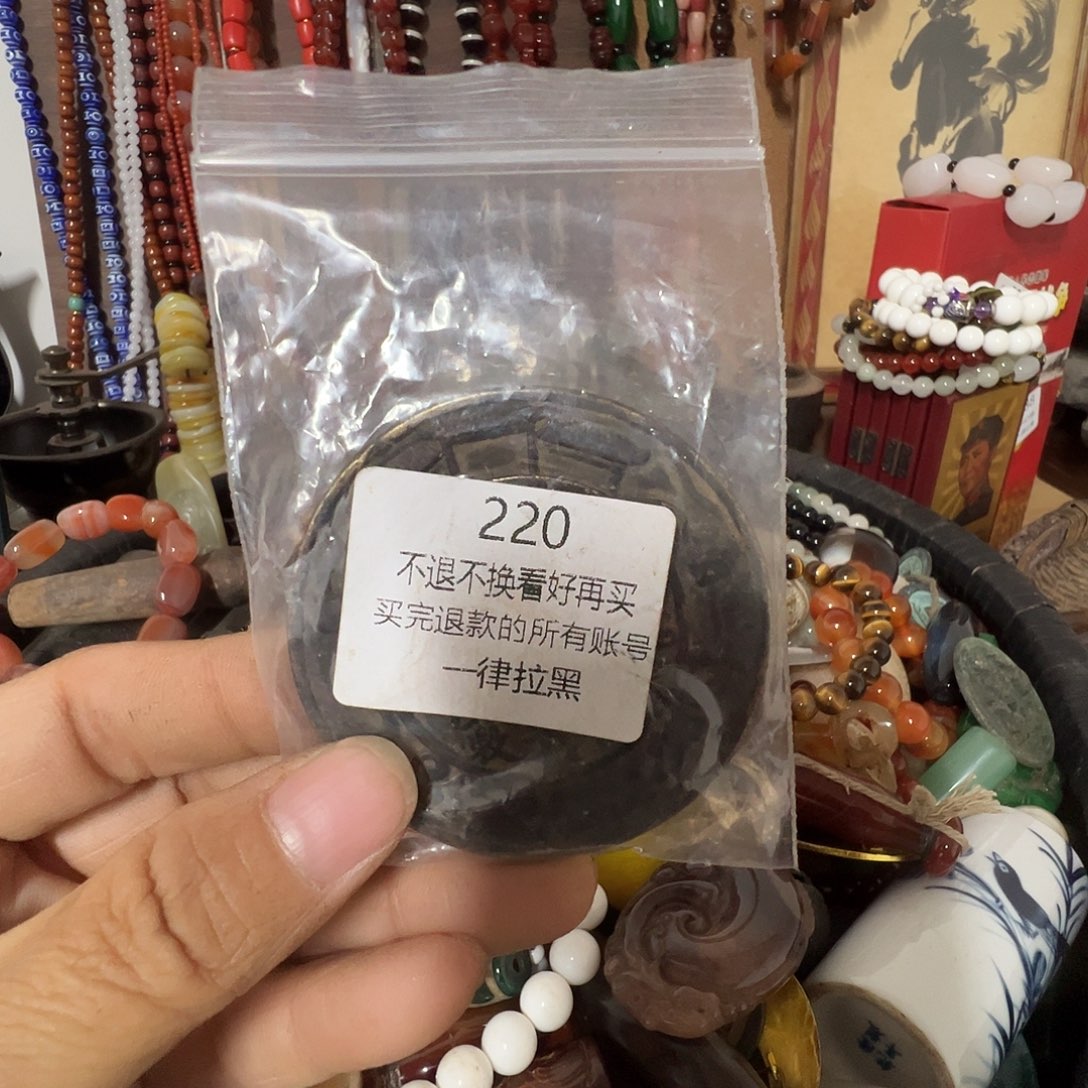 220
不退不换看好再买
买完退款的所有账号
一律拉黑